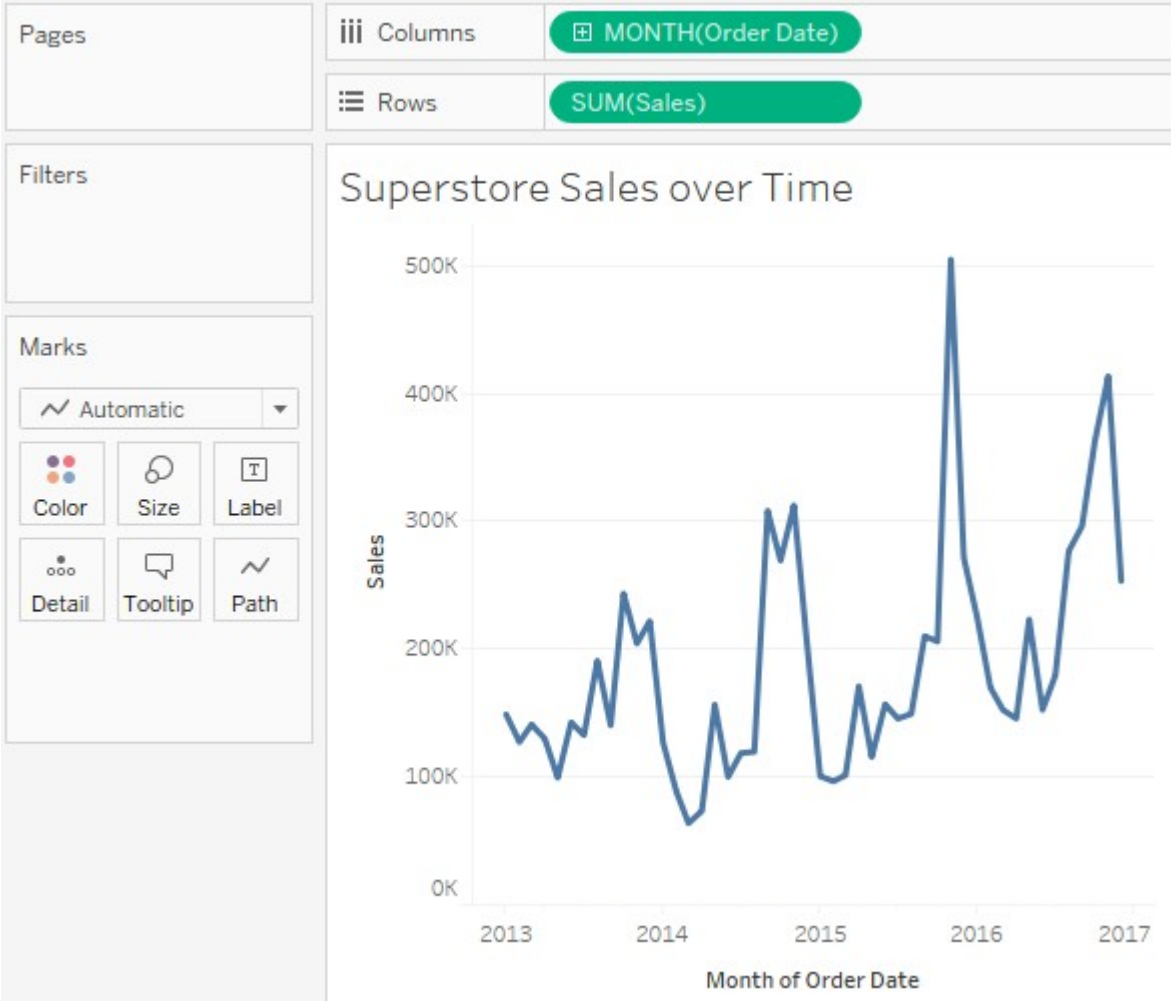 Pages
Columns
MONTH(Order Date)
Rows
SUM(Sales)
Filters
Marks
Automatic
Color
Size
T
Label
Detail
Tooltip
Path
Superstore Sales over Time
500K
400K
300K
200K
100K
0K
Sales
2013
2014
2015
2016
2017
Month of Order Date